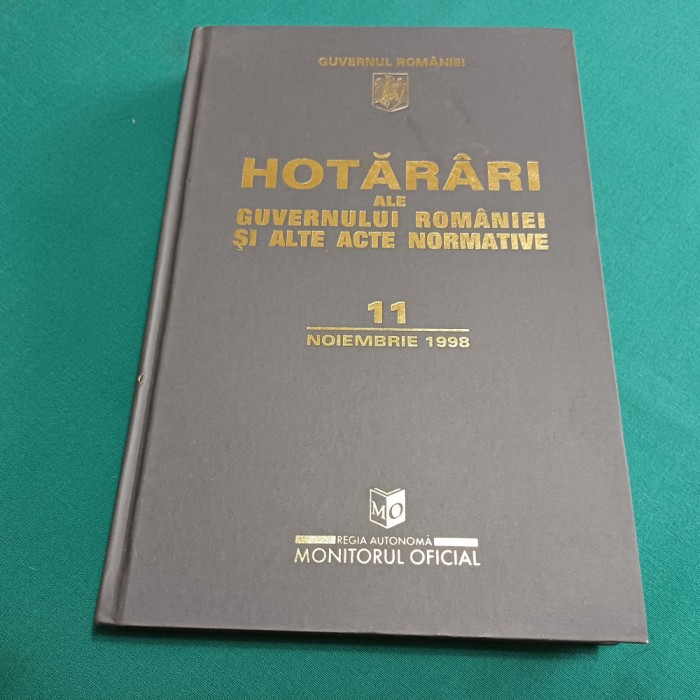 GUVERNUL ROMÂNIEI
HOTĂRÂRI
ALE
GUVERNULUI ROMÂNIEI
ŞI ALTE ACTE NORMATIVE
11
NOIEMBRIE 1998
MO
REGIA AUTONOMĂ
MONITORUL OFICIAL